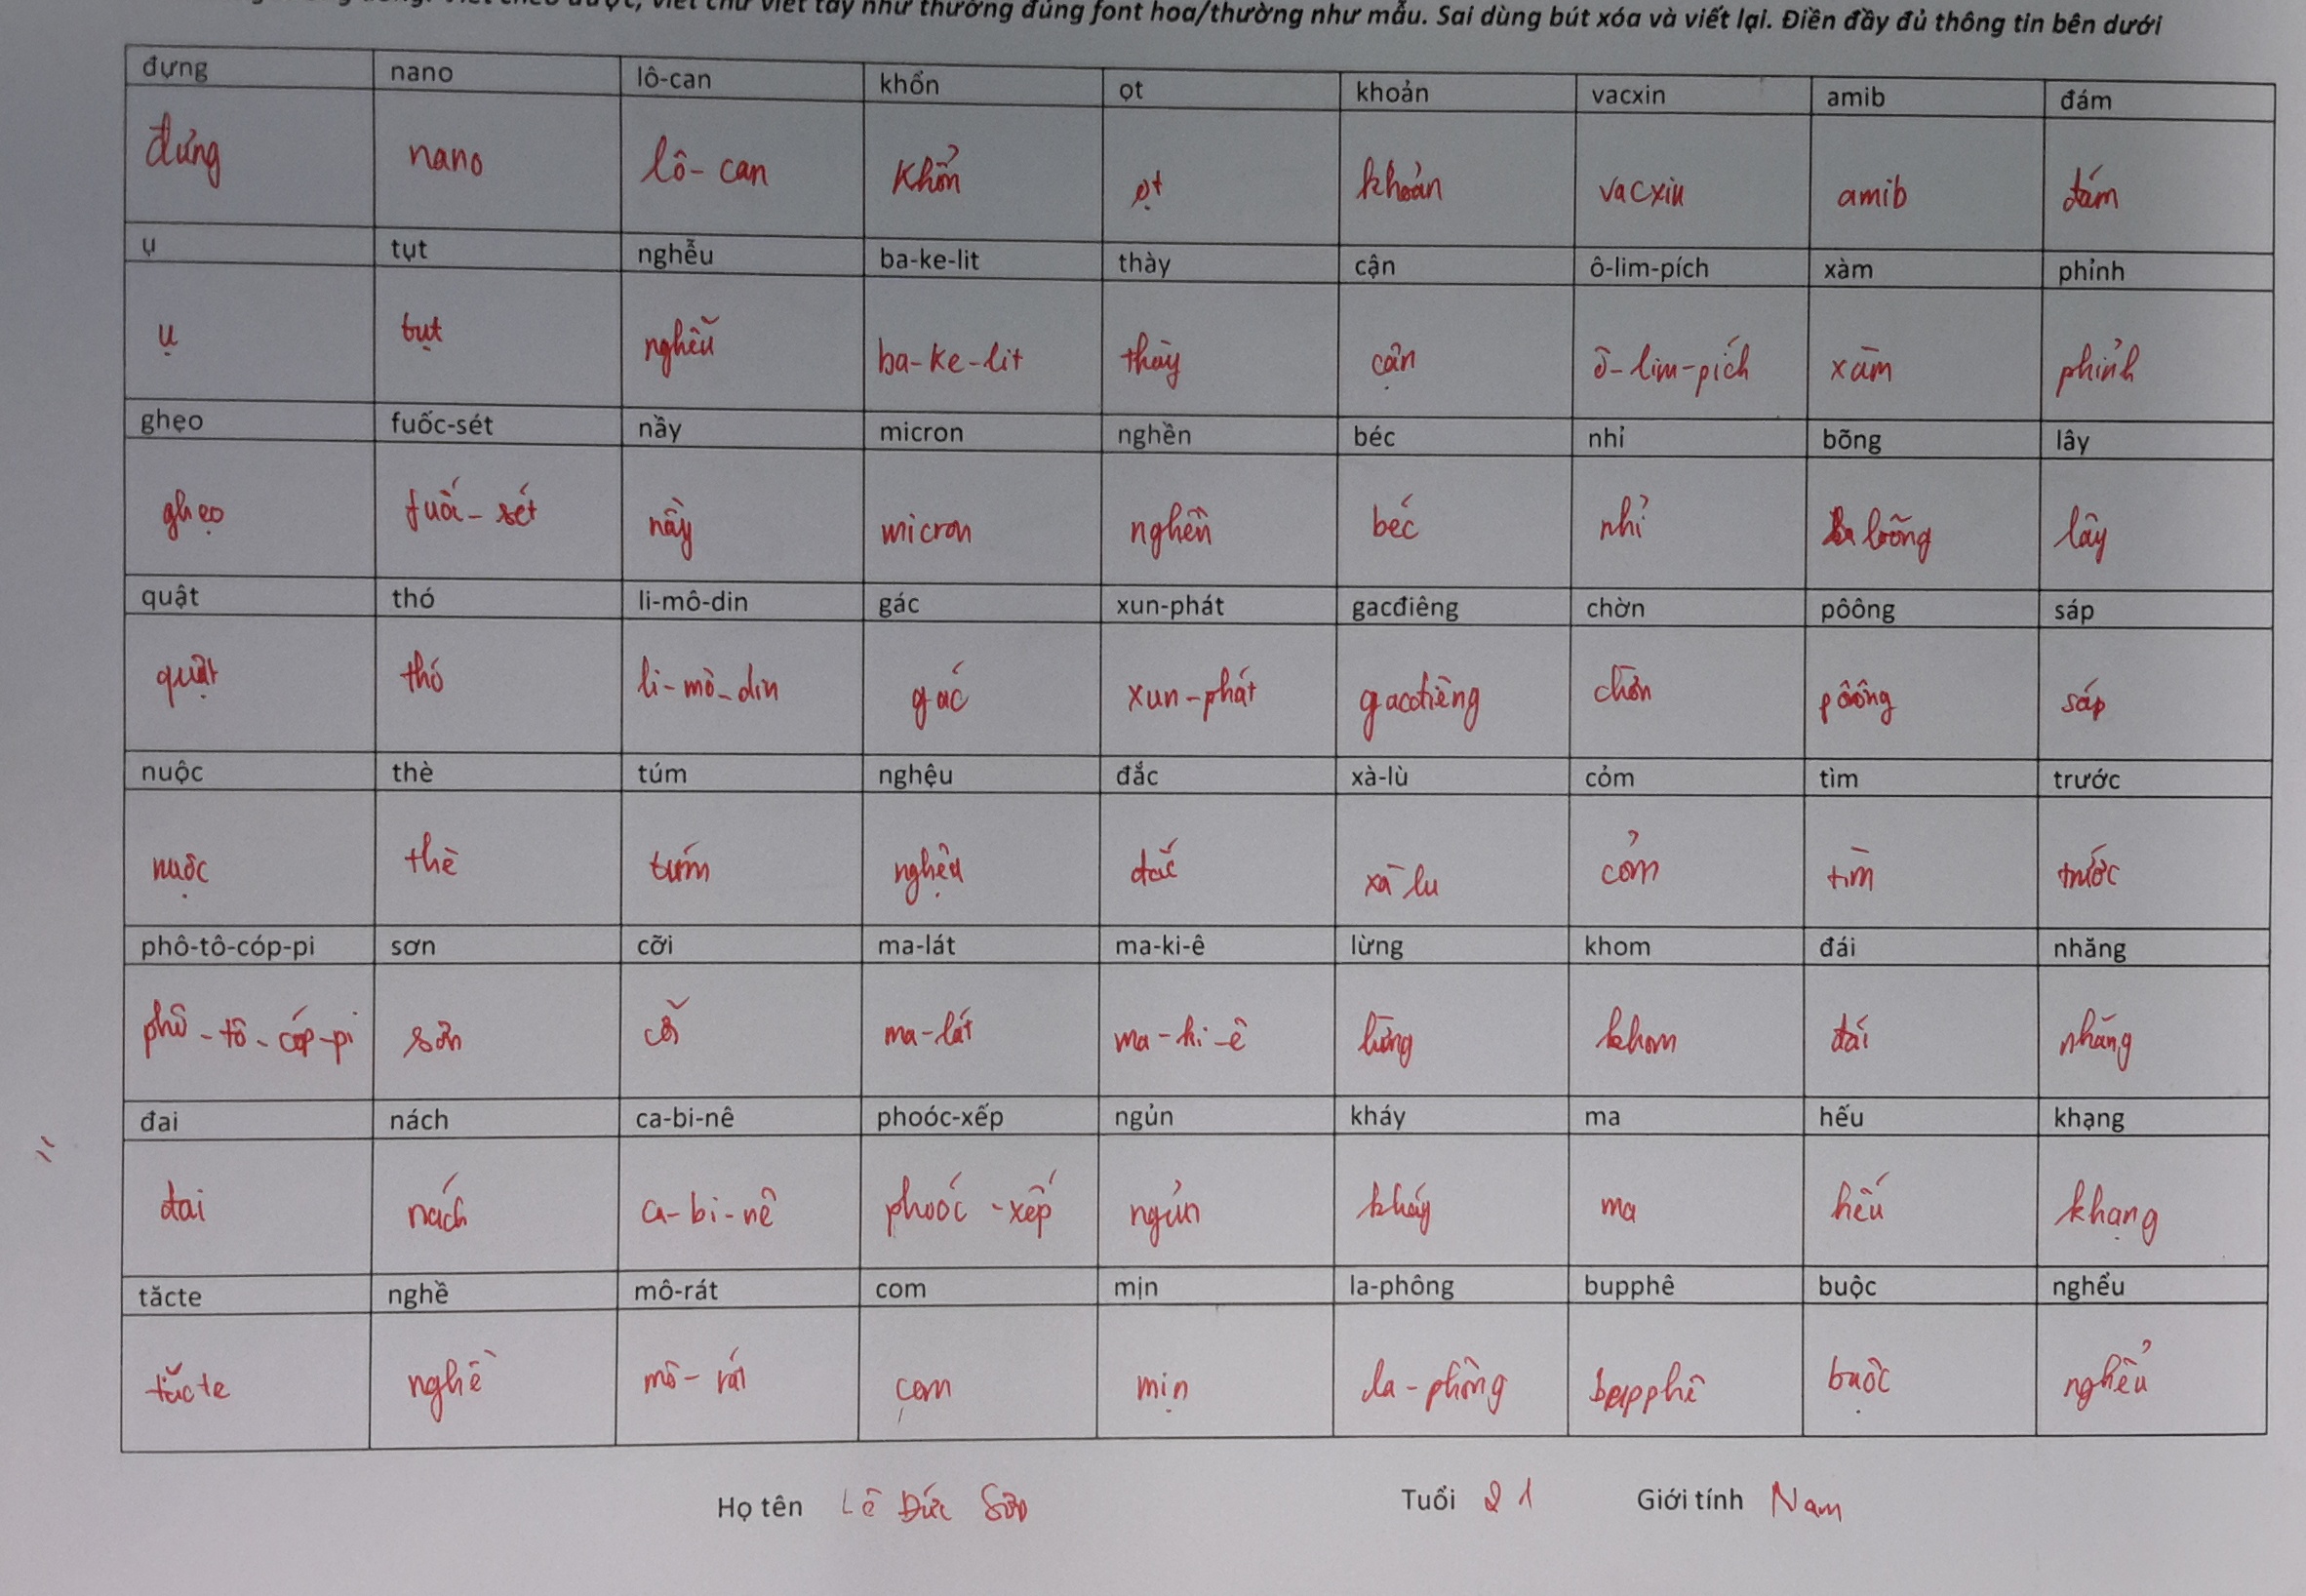 viết chữ viết tay như thường đúng font hoa/thường như mẫu. Sai dùng bút xóa và viết lại. Điền đầy đủ thông tin bên dưới
đựng nano lô-can khổn ọt khoản vacxin amib đám
đửng nano lô-can khổn ọt khoản vacxin amib đám
ụ tụt nghễu ba-ke-lit thày cận ô-lim-pích xàm phỉnh
ụ tụt nghễu ba-ke-lit thày cận ô-lim-pích xàm phỉnh
ghẹo fuốc-sét nầy micron nghền béc nhỉ bõng lây
ghẹo fuốc-sét nầy micron nghền béc nhỉ bõng lây
quật thó li-mô-din gác xun-phát gacđiêng chờn pôông sáp
quật thó li-mô-din gác xun-phát gacđiêng chờn pôông sáp
nuộc thè túm nghệu đắc xà-lù cỏm tìm trước
nuộc thè túm nghệu đắc xà lu cỏm tìm trước
phô-tô-cóp-pi sơn cỡi ma-lát ma-ki-ê lừng khom đái nhăng
phô-tô-cóp-pi sơn cỡi ma-lát ma-ki-ê lừng khom đái nhăng
đai nách ca-bi-nê phoóc-xếp ngủn kháy ma hếu khạng
đai nách ca-bi-nê phoóc-xếp ngủn kháy ma hếu khạng
tăcte nghề mô-rát com mịn la-phông bupphê buộc nghểu
tăcte nghề mô-rát com mịn la-phông bupphê buộc nghểu
Họ tên Lê Đức Sơn Tuổi 21 Giới tính Nam